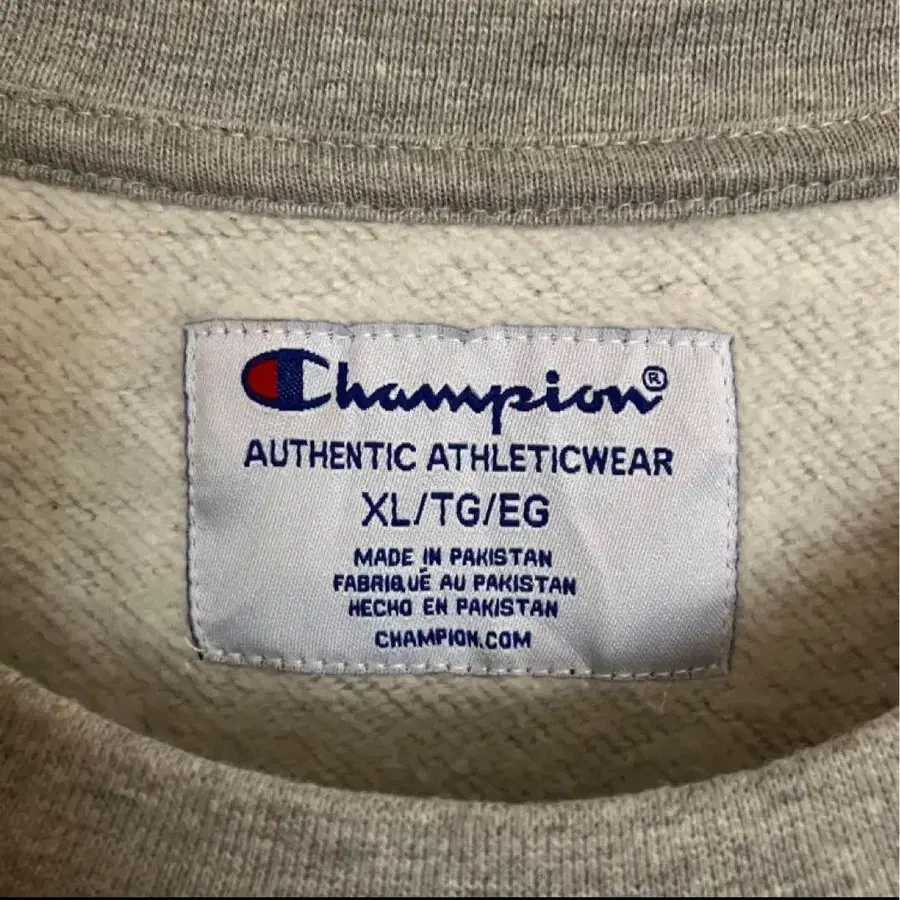 Champion®
AUTHENTIC ATHLETICWEAR
XL/TG/EG
MADE IN PAKISTAN
FABRIQUÉ AU PAKISTAN
HECHO EN PAKISTAN
CHAMPION.COM